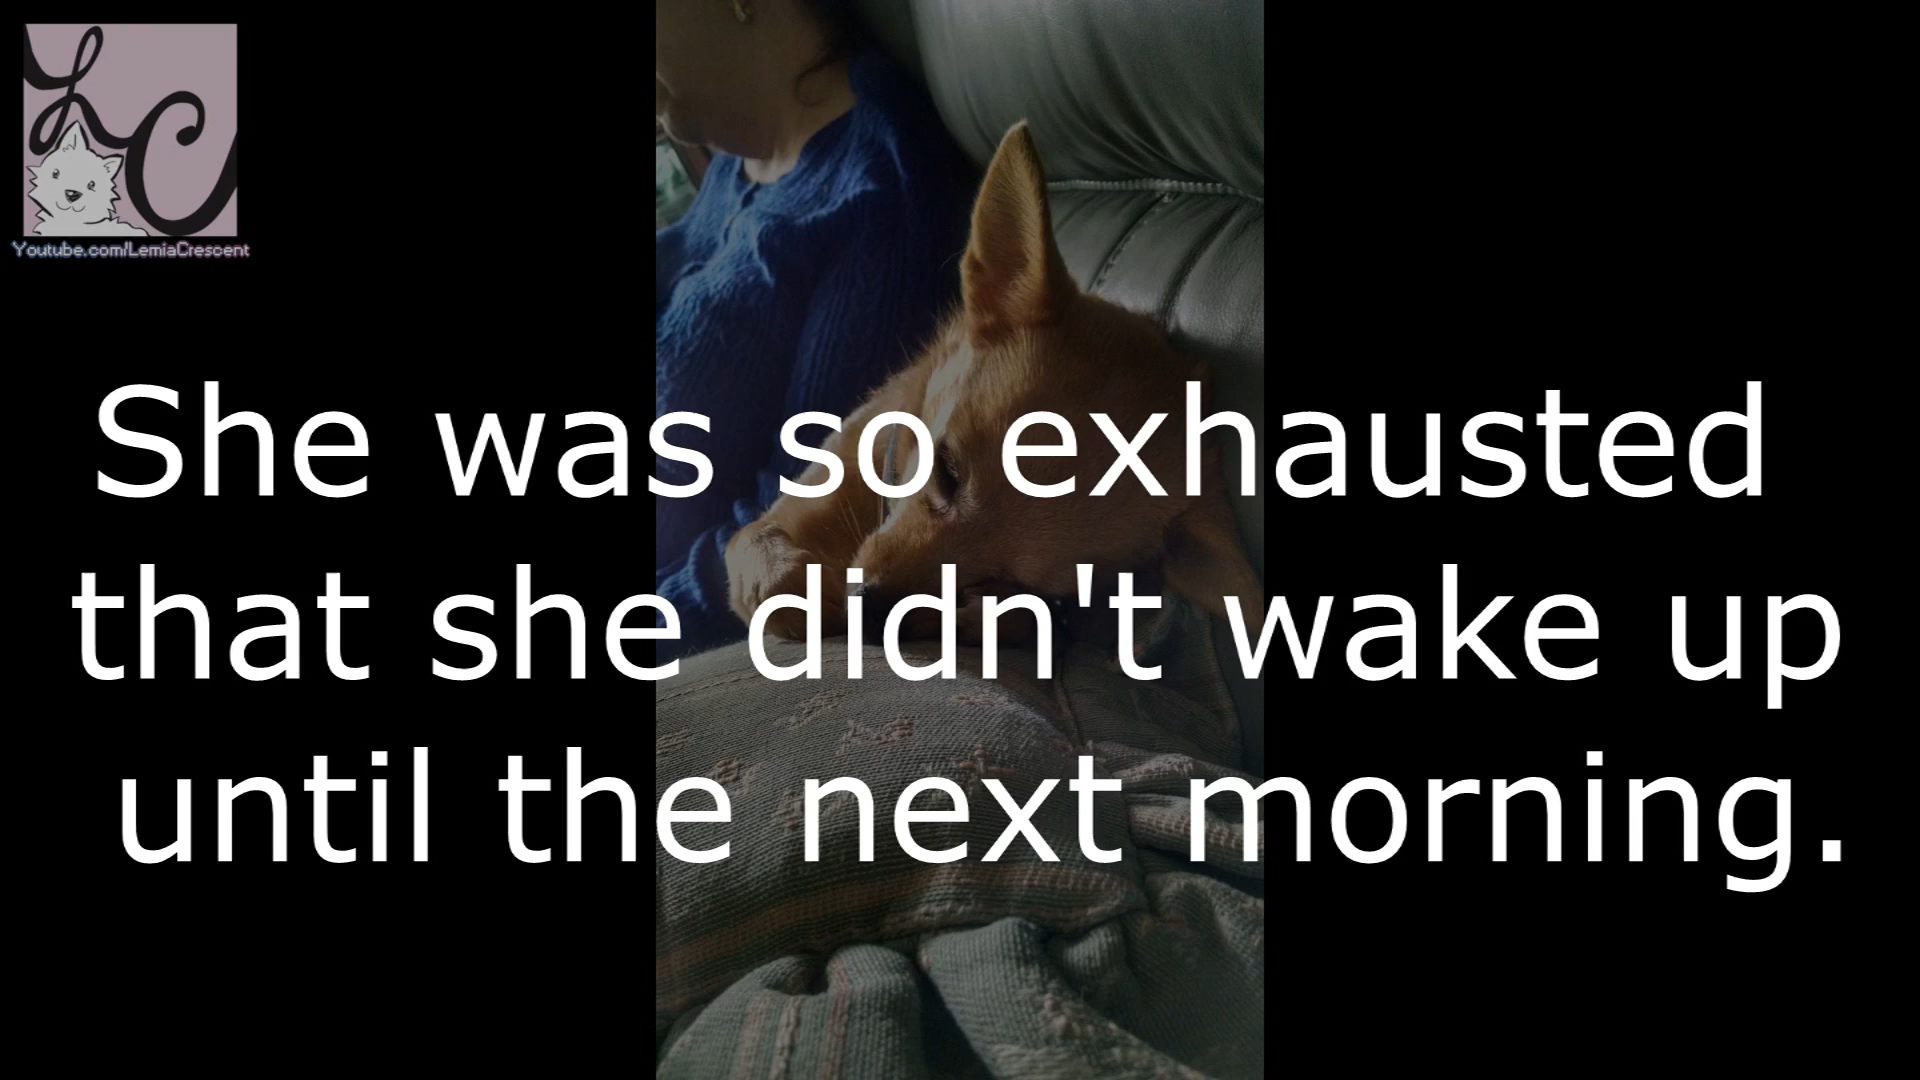 LC
Youtube.com/LemiaCrescent
She was so exhausted
that she didn't wake up
until the next morning.